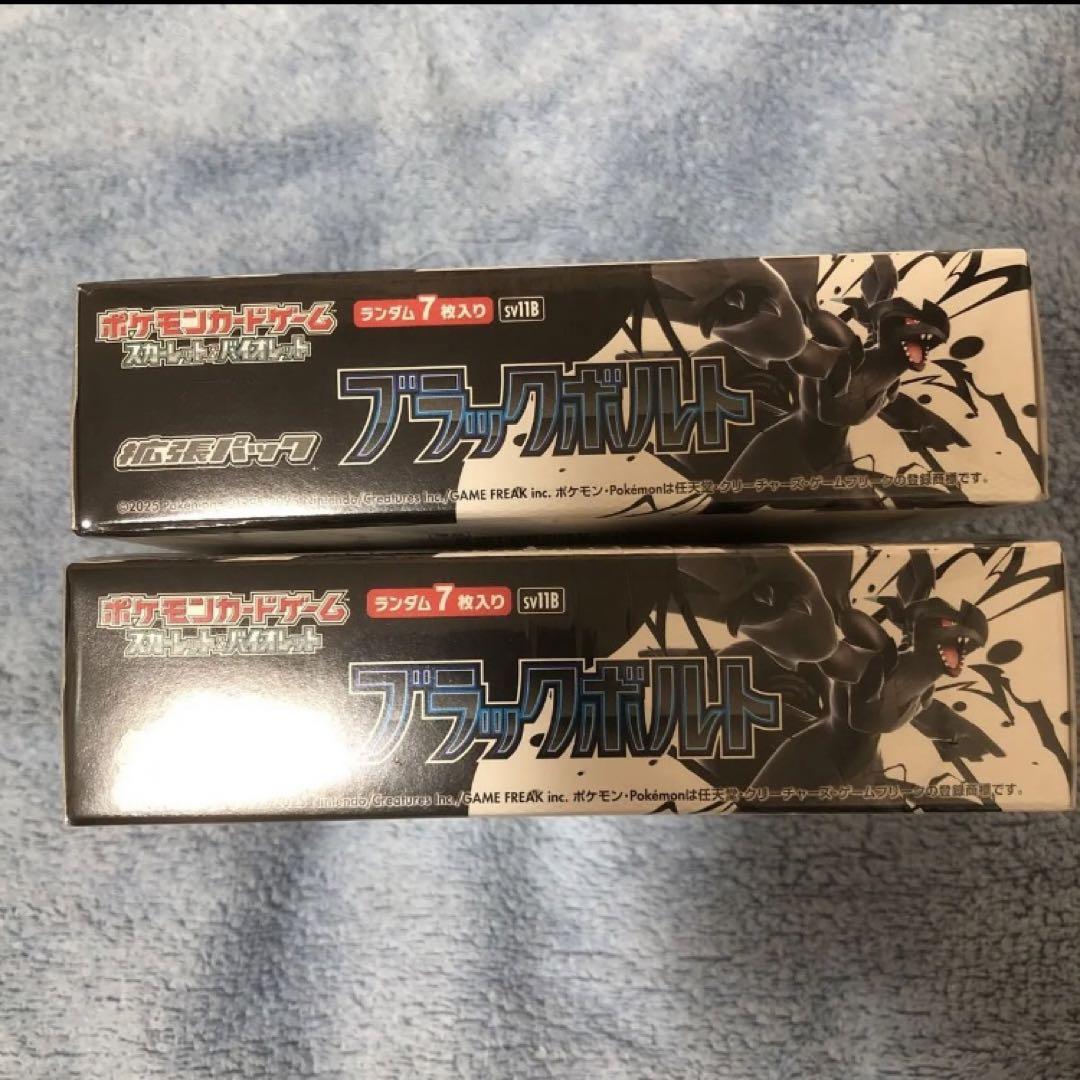 ポケモンカードゲーム
スカーレット&バイオレット
ランダム7枚入り
sv11B
ブラックボルト
拡張パック
©2025 Pokémon. Nintendo/Creatures Inc./GAME FREAK inc. ポケモン・Pokémonは任天堂・クリーチャーズ・ゲームフリークの登録商標です。
ポケモンカードゲーム
スカーレット&バイオレット
ランダム7枚入り
sv11B
ブラックボルト
Nintendo/Creatures Inc./GAME FREAK inc. ポケモン・Pokémonは任天堂・クリーチャーズ・ゲームフリークの登録商標です。